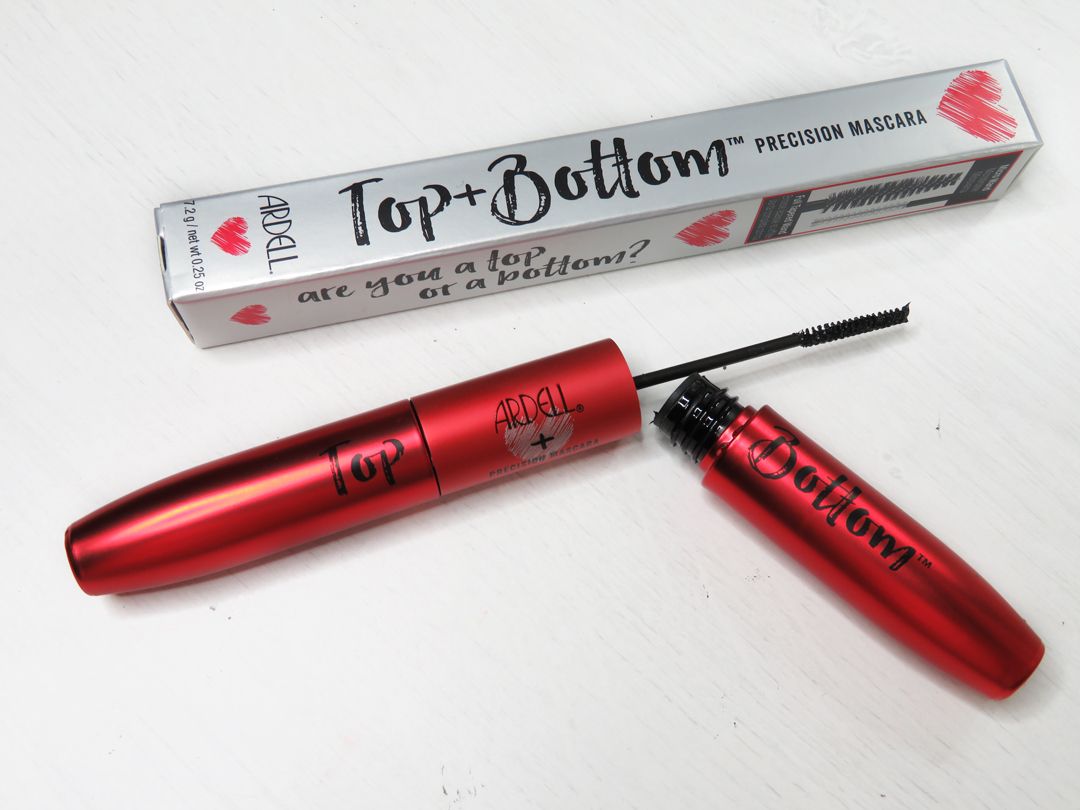 Top+Bottom™ PRECISION MASCARA
ARDELL®
7.2 g / net wt 0.25 oz
are you a top
or a bottom?
Top
ARDELL®
+
PRECISION MASCARA
Bottom™